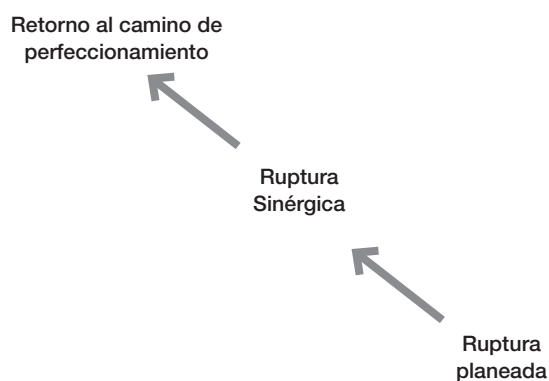 Retorno al camino de
perfeccionamiento
Ruptura
Sinérgica
Ruptura
planeada